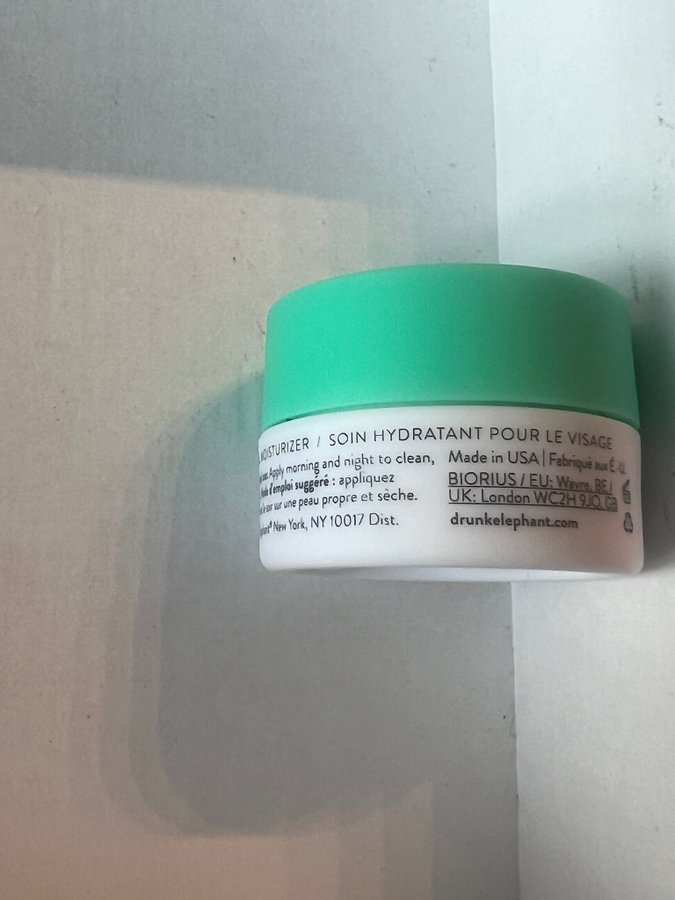 MOISTURIZER / SOIN HYDRATANT POUR LE VISAGE
Apply morning and night to clean,
d'emploi suggéré : appliquez
sur une peau propre et sèche.
New York, NY 10017 Dist.
Made in USA | Fabriqué aux É.-U.
BIORIUS / EU: Wavre, BE /
UK: London WC2H 9JQ, GB
drunkelephant.com